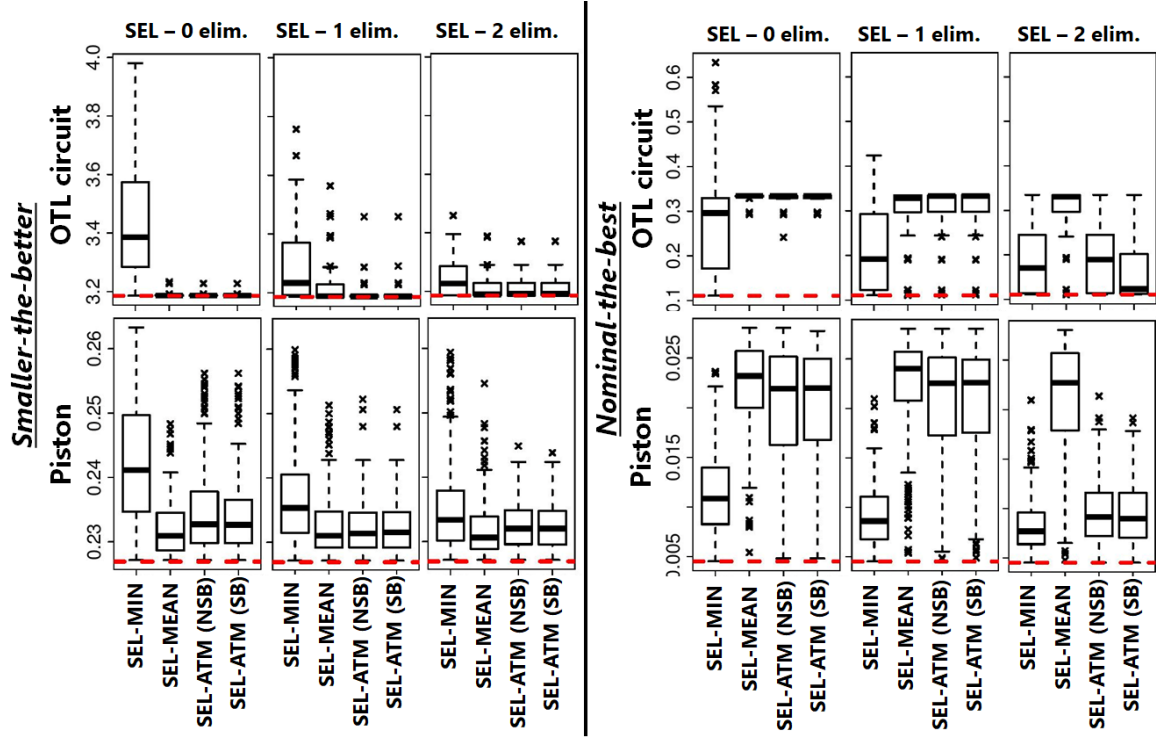 SEL – 0 elim. SEL – 1 elim. SEL – 2 elim. SEL – 0 elim. SEL – 1 elim. SEL – 2 elim.
Smaller-the-better
OTL circuit
4.0
3.8
3.6
3.4
3.2
Piston
0.26
0.25
0.24
0.23
SEL-MIN
SEL-MEAN
SEL-ATM (NSB)
SEL-ATM (SB)
SEL-MIN
SEL-MEAN
SEL-ATM (NSB)
SEL-ATM (SB)
SEL-MIN
SEL-MEAN
SEL-ATM (NSB)
SEL-ATM (SB)
Nominal-the-best
OTL circuit
0.6
0.5
0.4
0.3
0.2
0.1
Piston
0.025
0.015
0.005
SEL-MIN
SEL-MEAN
SEL-ATM (NSB)
SEL-ATM (SB)
SEL-MIN
SEL-MEAN
SEL-ATM (NSB)
SEL-ATM (SB)
SEL-MIN
SEL-MEAN
SEL-ATM (NSB)
SEL-ATM (SB)